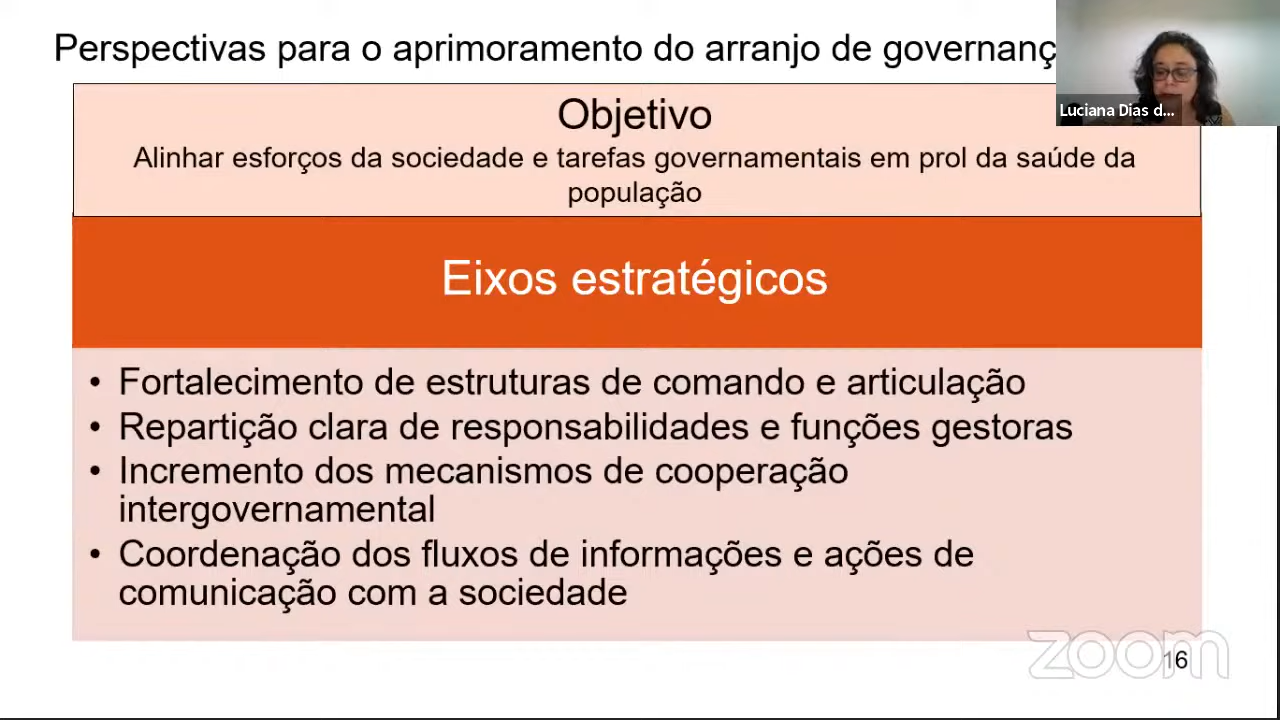 Perspectivas para o aprimoramento do arranjo de governanç
Luciana Dias d...
Objetivo
Alinhar esforços da sociedade e tarefas governamentais em prol da saúde da
população
Eixos estratégicos
• Fortalecimento de estruturas de comando e articulação
• Repartição clara de responsabilidades e funções gestoras
• Incremento dos mecanismos de cooperação
intergovernamental
• Coordenação dos fluxos de informações e ações de
comunicação com a sociedade
zoom
16